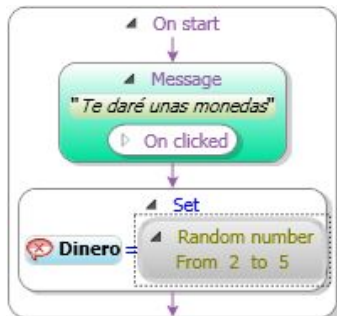 On start
Message
"Te daré unas monedas"
On clicked
Set
Dinero =
Random number
From 2 to 5